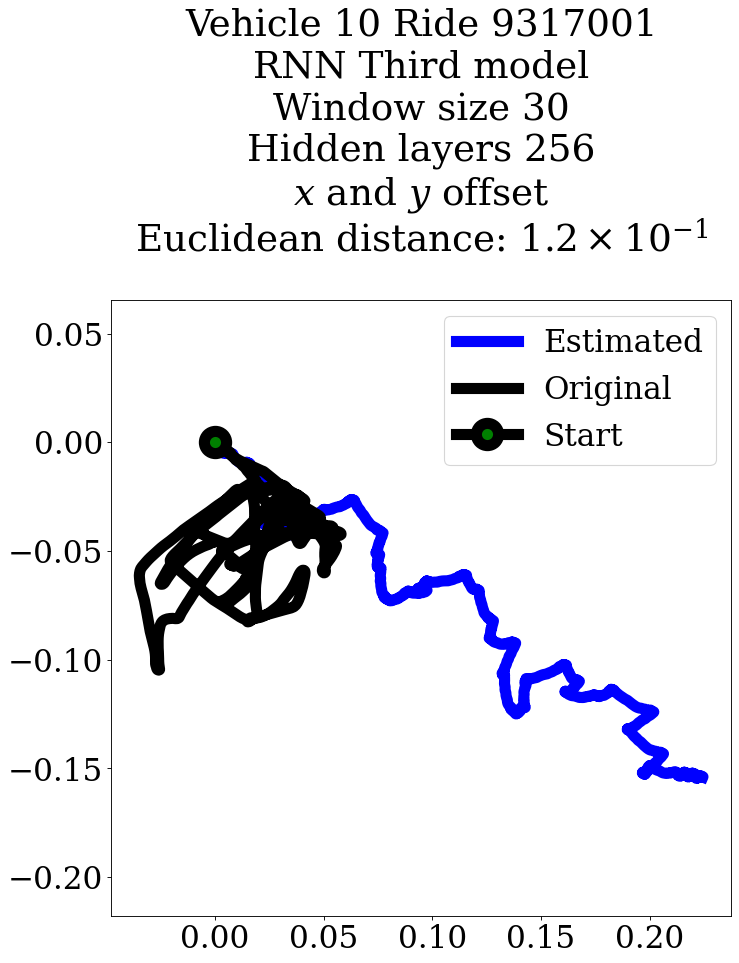 Vehicle 10 Ride 9317001
RNN Third model
Window size 30
Hidden layers 256
x and y offset
Euclidean distance: 1.2 × 10⁻¹
Estimated
Original
Start
0.05
0.00
−0.05
−0.10
−0.15
−0.20
0.00 0.05 0.10 0.15 0.20